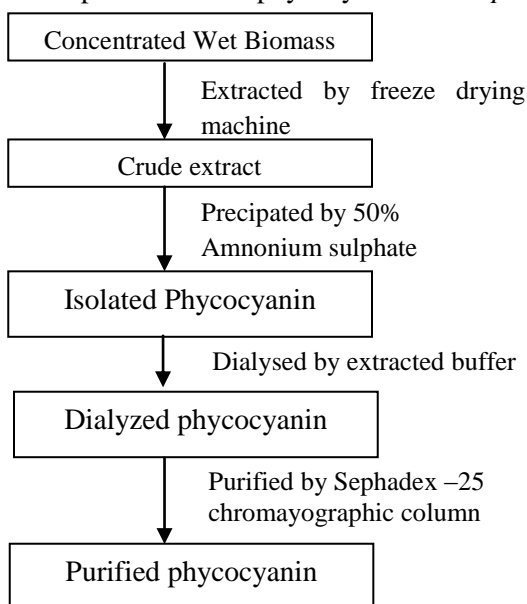 Concentrated Wet Biomass
Extracted by freeze drying
machine
Crude extract
Precipated by 50%
Amnonium sulphate
Isolated Phycocyanin
Dialysed by extracted buffer
Dialyzed phycocyanin
Purified by Sephadex –25
chromayographic column
Purified phycocyanin